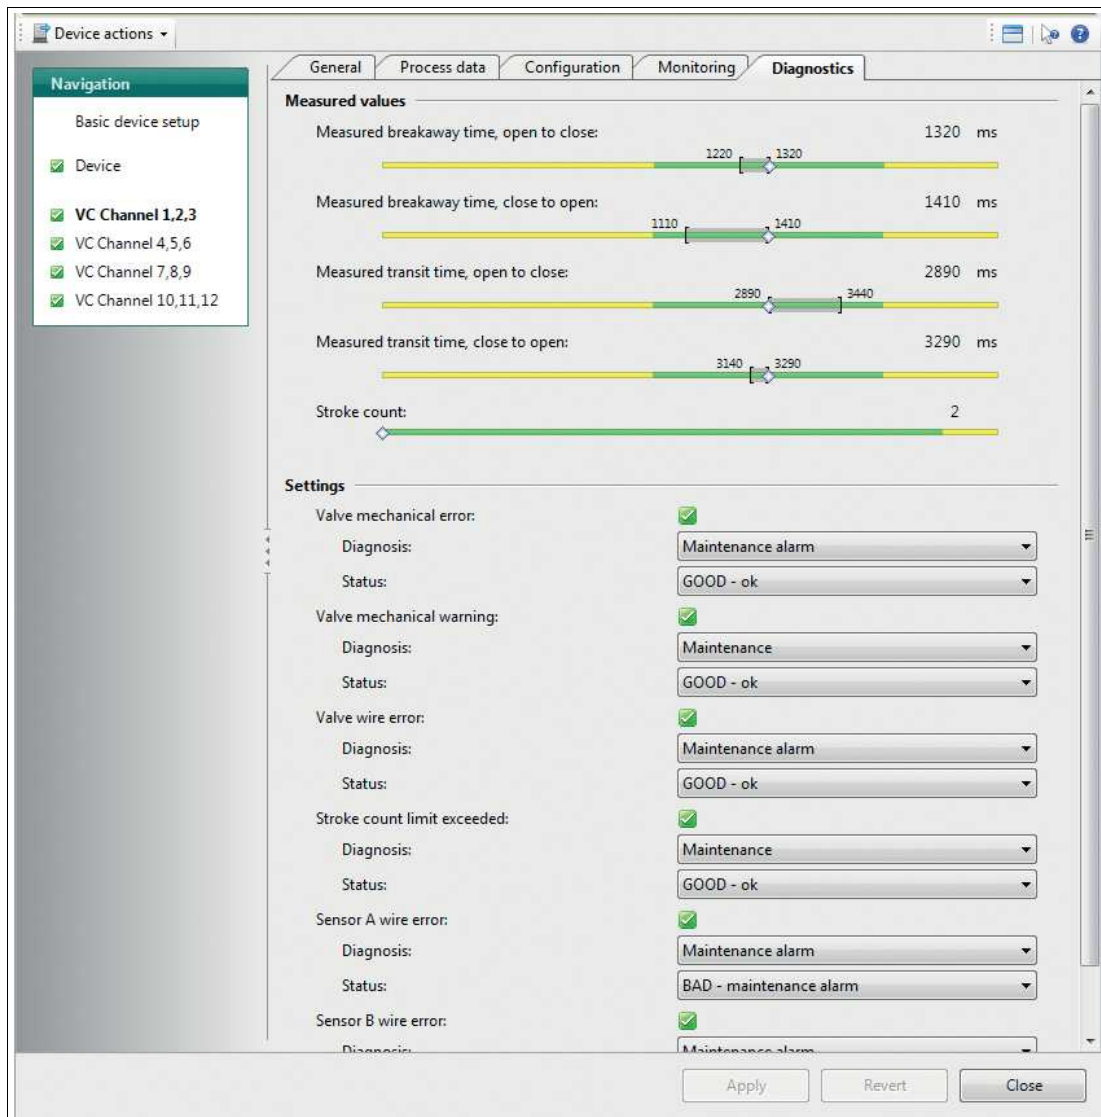 Device actions
General Process data Configuration Monitoring Diagnostics
Navigation
Basic device setup
Device
VC Channel 1,2,3
VC Channel 4,5,6
VC Channel 7,8,9
VC Channel 10,11,12
Measured values
Measured breakaway time, open to close: 1320 ms
1220 1320
Measured breakaway time, close to open: 1410 ms
1110 1410
Measured transit time, open to close: 2890 ms
2890 3440
Measured transit time, close to open: 3290 ms
3140 3290
Stroke count: 2
Settings
Valve mechanical error:
Diagnosis: Maintenance alarm
Status: GOOD - ok
Valve mechanical warning:
Diagnosis: Maintenance
Status: GOOD - ok
Valve wire error:
Diagnosis: Maintenance alarm
Status: GOOD - ok
Stroke count limit exceeded:
Diagnosis: Maintenance
Status: GOOD - ok
Sensor A wire error:
Diagnosis: Maintenance alarm
Status: BAD - maintenance alarm
Sensor B wire error:
Diagnosis: Maintenance alarm
Apply Revert Close